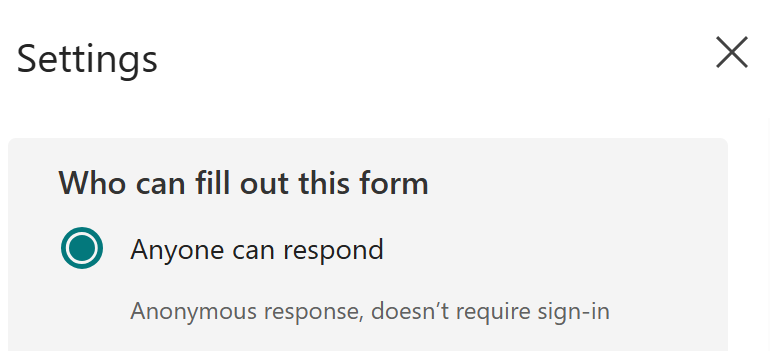 Settings
Who can fill out this form
Anyone can respond
Anonymous response, doesn’t require sign-in